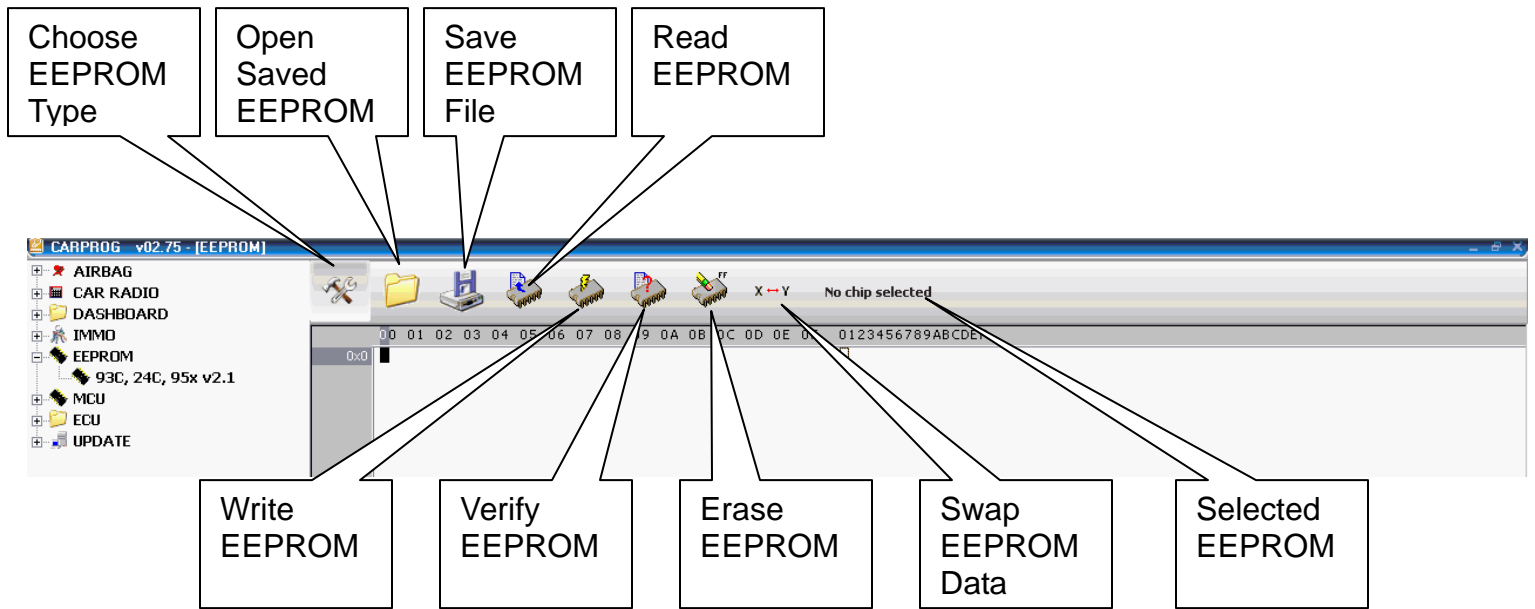 Choose
EEPROM
Type
Open
Saved
EEPROM
Save
EEPROM
File
Read
EEPROM
CARPROG v02.75 - [EEPROM]
AIRBAG
CAR RADIO
DASHBOARD
IMMO
EEPROM
93C, 24C, 95x v2.1
MCU
ECU
UPDATE
FF
X ↔ Y
No chip selected
00 01 02 03 04 05 06 07 08 09 0A 0B 0C 0D 0E 0123456789ABCDEF
0x0
Write
EEPROM
Verify
EEPROM
Erase
EEPROM
Swap
EEPROM
Data
Selected
EEPROM